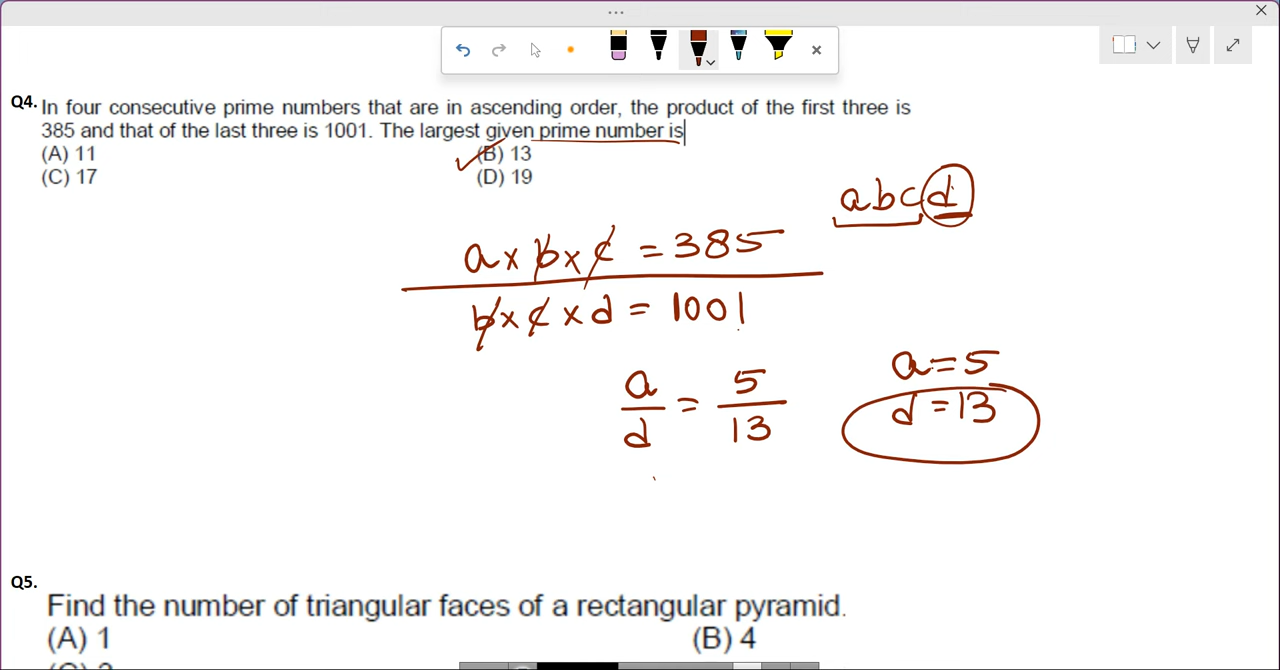 Q4. In four consecutive prime numbers that are in ascending order, the product of the first three is
385 and that of the last three is 1001. The largest given prime number is
(A) 11 (B) 13
(C) 17 (D) 19
abcd
a x b x c = 385
b x c x d = 1001
a/d = 5/13
a = 5
d = 13
Q5.
Find the number of triangular faces of a rectangular pyramid.
(A) 1 (B) 4